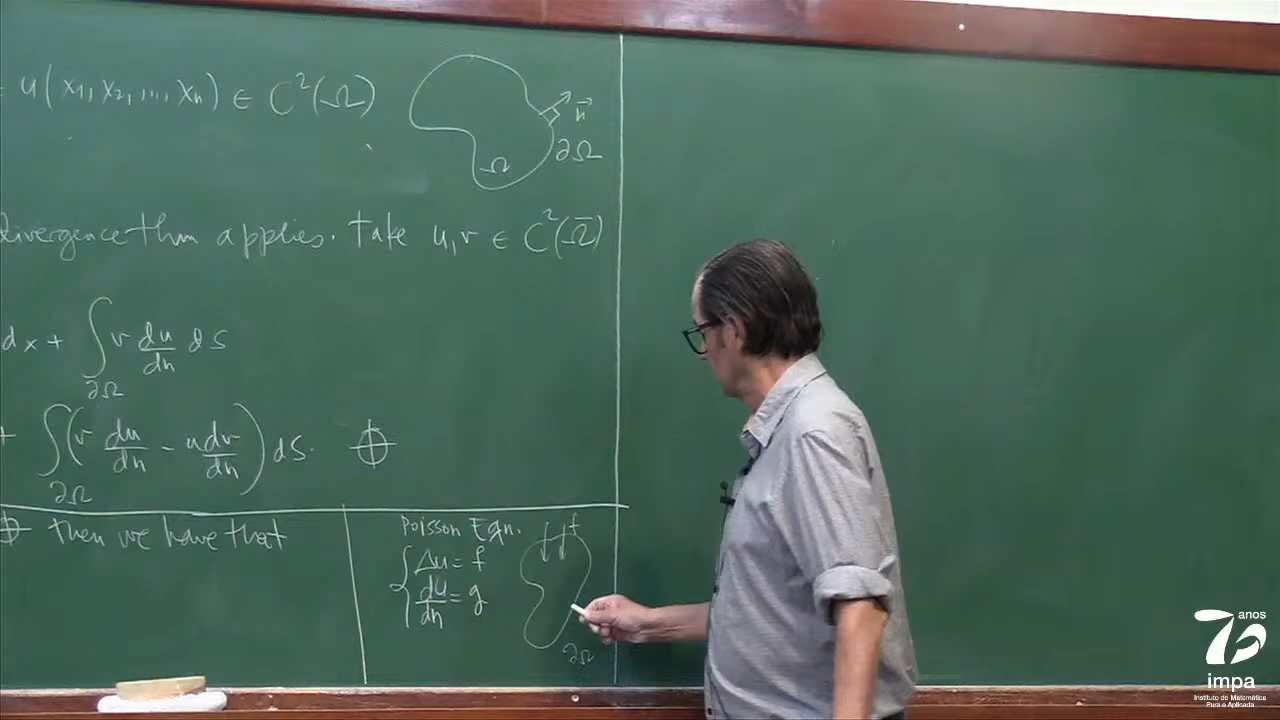 = u(x₁, x₂, ..., xₙ) ∈ C²(Ω)
n⃗
∂Ω
Ω
Divergence thm applies. Take u, v ∈ C²(Ω̅)
dx + ∫_∂Ω v du/dn ds
+ ∫_∂Ω (v du/dn - u dv/dn) ds. ⌽
⌽ then we have that
Poisson Eqn.
{ Δu = f
du/dn = g
f
∂Ω
70 anos
impa
Instituto de Matemática
Pura e Aplicada